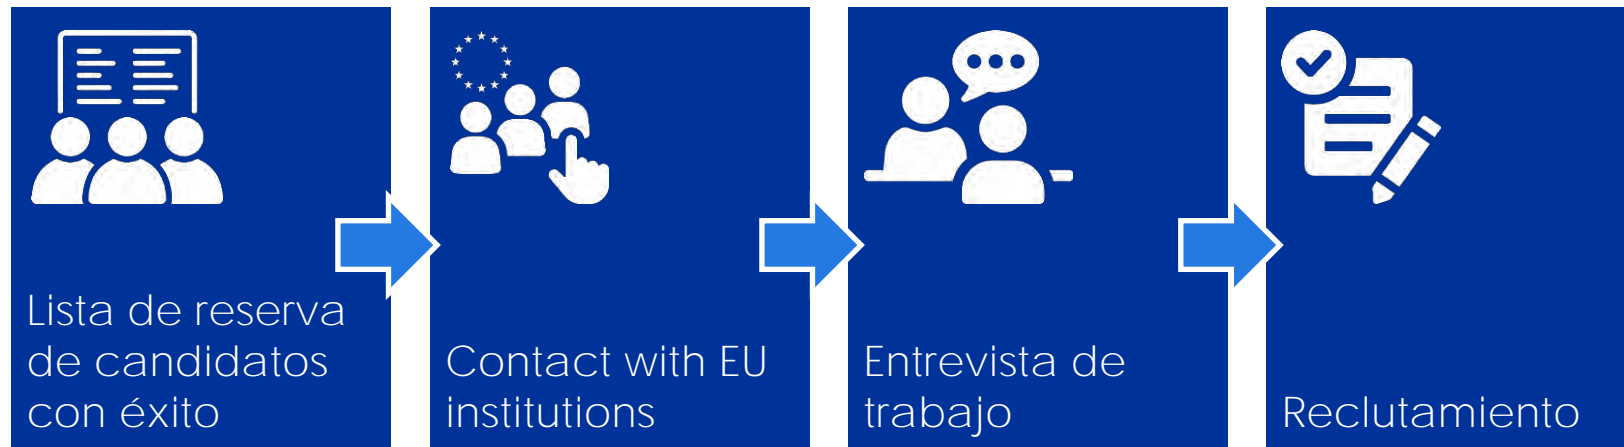 Lista de reserva
de candidatos
con éxito
Contact with EU
institutions
Entrevista de
trabajo
Reclutamiento